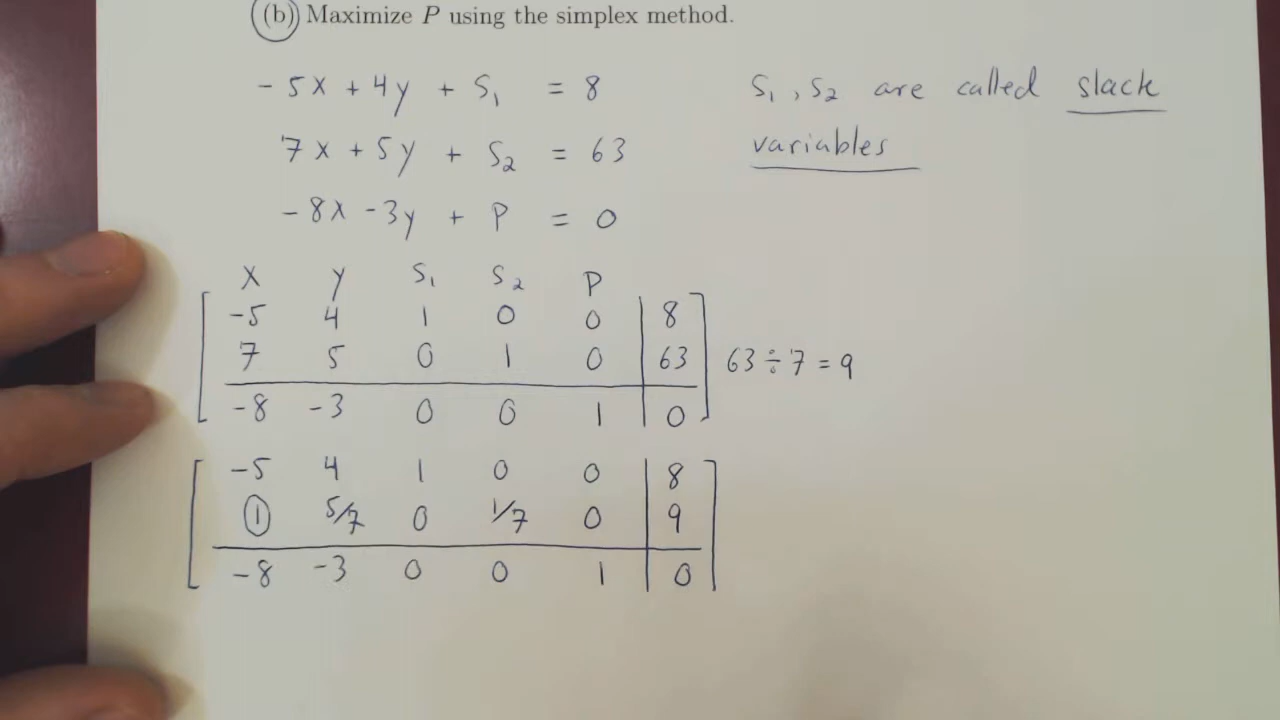 (b) Maximize P using the simplex method.
-5x + 4y + S₁ = 8
S₁, S₂ are called slack
7x + 5y + S₂ = 63
variables
-8x - 3y + P = 0
x y S₁ S₂ P
-5 4 1 0 0 8
7 5 0 1 0 63 63 ÷ 7 = 9
-8 -3 0 0 1 0
-5 4 1 0 0 8
1 5/7 0 1/7 0 9
-8 -3 0 0 1 0